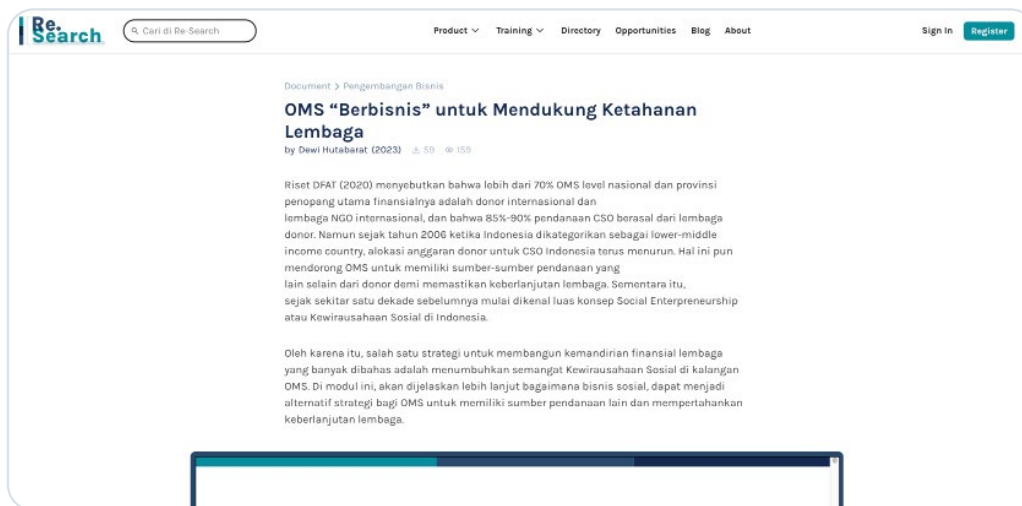 Re.
Search
Cari di Re-Search
Product Training Directory Opportunities Blog About
Sign In Register
Document > Pengembangan Bisnis
OMS “Berbisnis” untuk Mendukung Ketahanan
Lembaga
by Dewi Hutabarat (2023) 59 159
Riset DFAT (2020) menyebutkan bahwa lebih dari 70% OMS level nasional dan provinsi
penopang utama finansialnya adalah donor internasional dan
lembaga NGO internasional, dan bahwa 85%-90% pendanaan CSO berasal dari lembaga
donor. Namun sejak tahun 2006 ketika Indonesia dikategorikan sebagai lower-middle
income country, alokasi anggaran donor untuk CSO Indonesia terus menurun. Hal ini pun
mendorong OMS untuk memiliki sumber-sumber pendanaan yang
lain selain dari donor demi memastikan keberlanjutan lembaga. Sementara itu,
sejak sekitar satu dekade sebelumnya mulai dikenal luas konsep Social Enterpreneurship
atau Kewirausahaan Sosial di Indonesia.
Oleh karena itu, salah satu strategi untuk membangun kemandirian finansial lembaga
yang banyak dibahas adalah menumbuhkan semangat Kewirausahaan Sosial di kalangan
OMS. Di modul ini, akan dijelaskan lebih lanjut bagaimana bisnis sosial, dapat menjadi
alternatif strategi bagi OMS untuk memiliki sumber pendanaan lain dan mempertahankan
keberlanjutan lembaga.